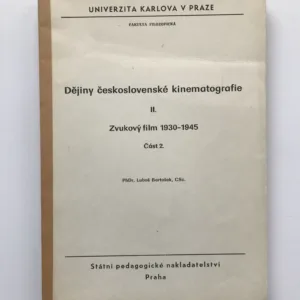 UNIVERZITA KARLOVA V PRAZE
FAKULTA FILOSOFICKÁ
Dějiny československé kinematografie
II.
Zvukový film 1930-1945
Část 2.
PhDr. Luboš Bartošek, CSc.
Státní pedagogické nakladatelství
Praha